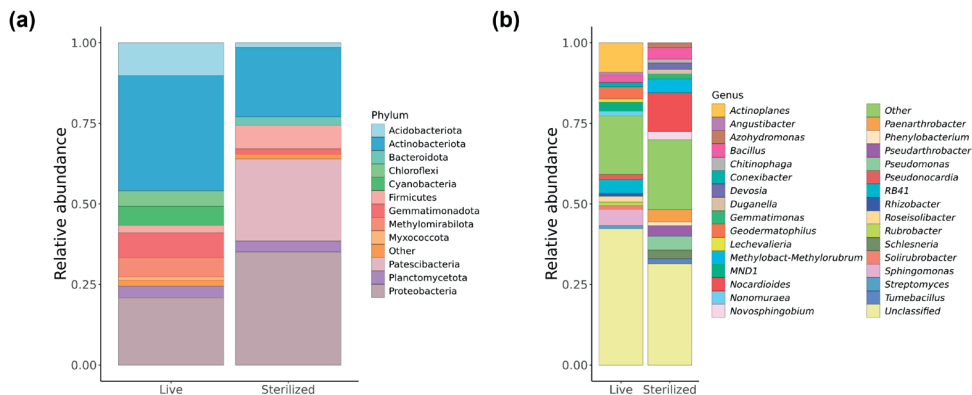 (a)
Relative abundance
1.00
0.75
0.50
0.25
0.00
Live
Sterilized
Phylum
Acidobacteriota
Actinobacteriota
Bacteroidota
Chloroflexi
Cyanobacteria
Firmicutes
Gemmatimonadota
Methylomirabilota
Myxococcota
Other
Patescibacteria
Planctomycetota
Proteobacteria
(b)
Relative abundance
1.00
0.75
0.50
0.25
0.00
Live
Sterilized
Genus
Actinoplanes
Angustibacter
Azohydromonas
Bacillus
Chitinophaga
Conexibacter
Devosia
Duganella
Gemmatimonas
Geodermatophilus
Lechevalieria
Methylobact-Methylorubrum
MND1
Nocardioides
Nonomuraea
Novosphingobium
Other
Paenarthrobacter
Phenylobacterium
Pseudarthrobacter
Pseudomonas
Pseudonocardia
RB41
Rhizobacter
Roseisolibacter
Rubrobacter
Schlesneria
Solirubrobacter
Sphingomonas
Streptomyces
Tumebacillus
Unclassified